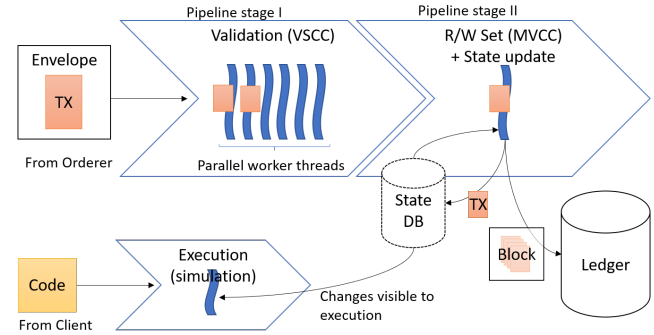 Pipeline stage I
Pipeline stage II
Validation (VSCC)
R/W Set (MVCC)
+ State update
Envelope
TX
From Orderer
Parallel worker threads
State
DB
TX
Block
Ledger
Execution
(simulation)
Code
From Client
Changes visible to
execution